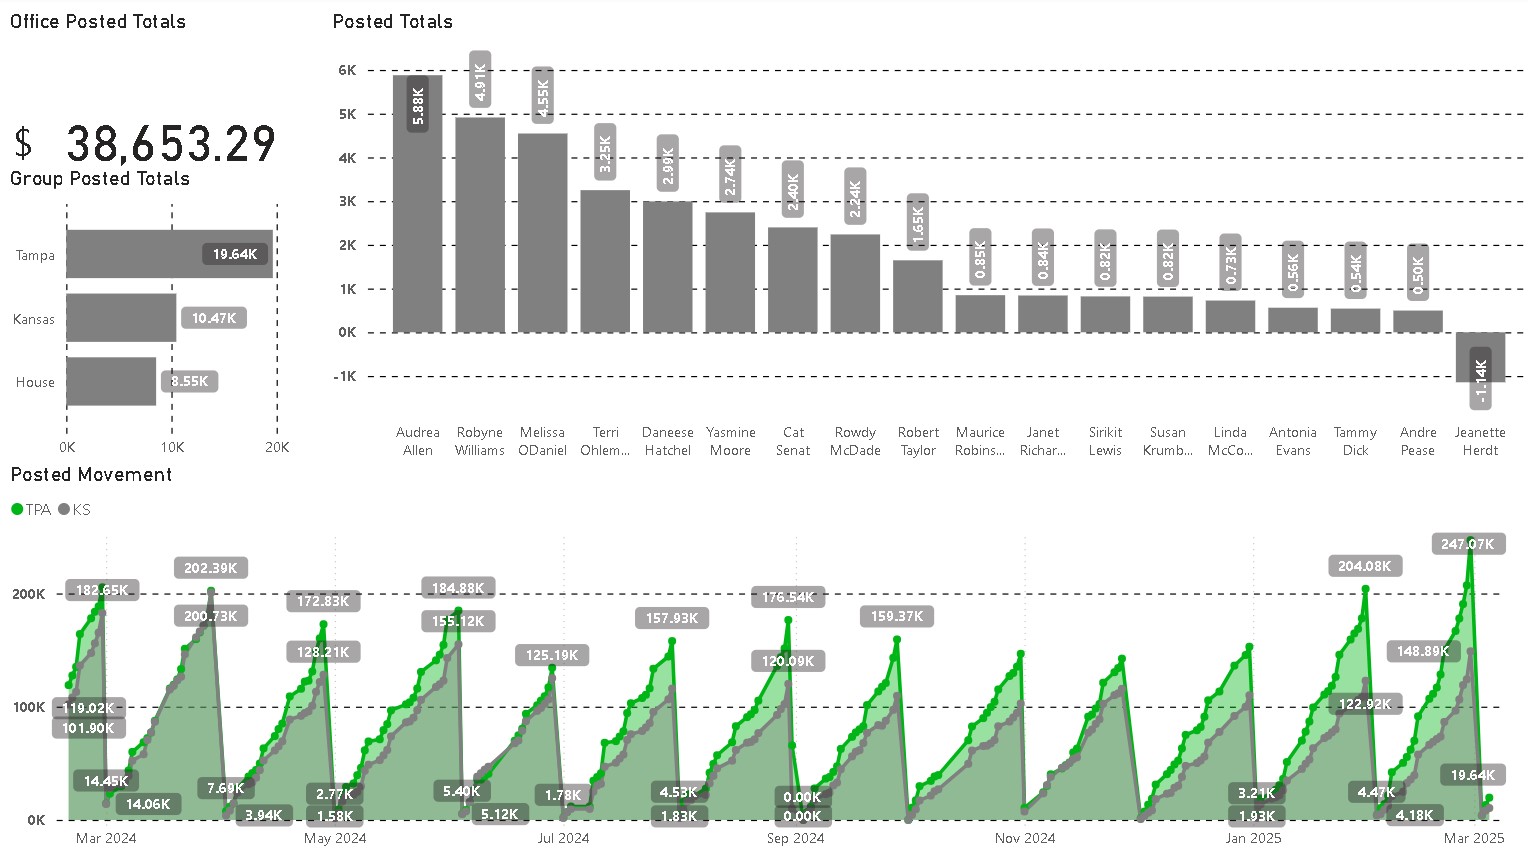 Office Posted Totals
$ 38,653.29
Group Posted Totals
Tampa 19.64K
Kansas 10.47K
House 8.55K
0K 10K 20K
Posted Totals
6K
5K
4K
3K
2K
1K
0K
-1K
5.88K 4.91K 4.55K 3.25K 2.99K 2.74K 2.40K 2.24K 1.65K 0.85K 0.84K 0.82K 0.82K 0.73K 0.56K 0.54K 0.50K -1.14K
Audrea Robyne Melissa Terri Daneese Yasmine Cat Rowdy Robert Maurice Janet Sirikit Susan Linda Antonia Tammy Andre Jeanette
Allen Williams ODaniel Ohlem... Hatchel Moore Senat McDade Taylor Robins... Richar... Lewis Krumb... McCo... Evans Dick Pease Herdt
Posted Movement
TPA KS
200K
100K
0K
182.65K
119.02K
101.90K
14.45K
14.06K
202.39K
200.73K
7.69K
3.94K
172.83K
128.21K
2.77K
1.58K
184.88K
155.12K
5.40K
5.12K
125.19K
1.78K
157.93K
4.53K
1.83K
176.54K
120.09K
0.00K
0.00K
159.37K
3.21K
1.93K
204.08K
122.92K
4.47K
4.18K
247.07K
148.89K
19.64K
Mar 2024 May 2024 Jul 2024 Sep 2024 Nov 2024 Jan 2025 Mar 2025